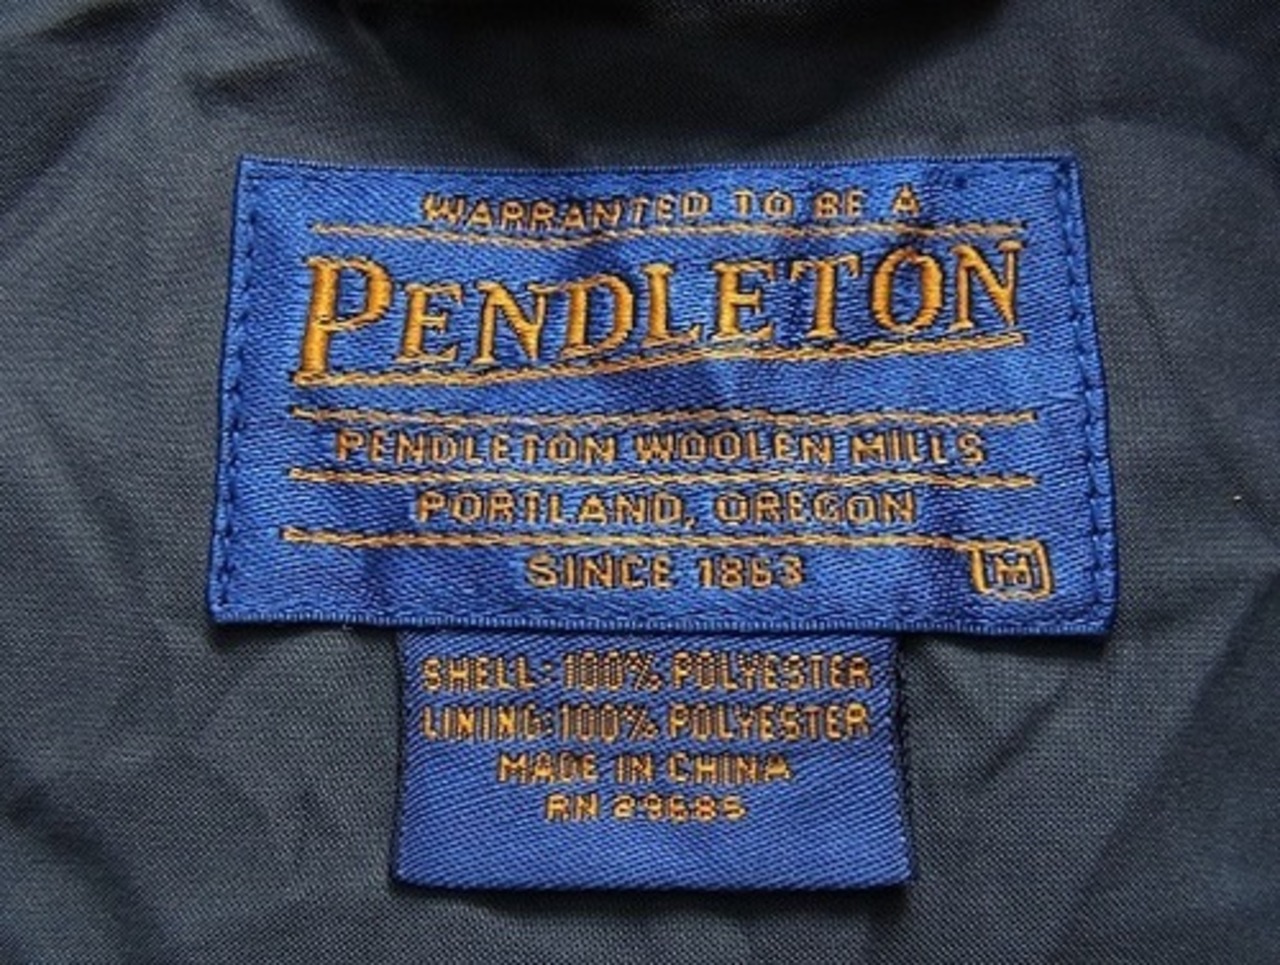 WARRANTED TO BE A
PENDLETON
PENDLETON WOOLEN MILLS
PORTLAND, OREGON
SINCE 1863
M
SHELL: 100% POLYESTER
LINING: 100% POLYESTER
MADE IN CHINA
RN 29685